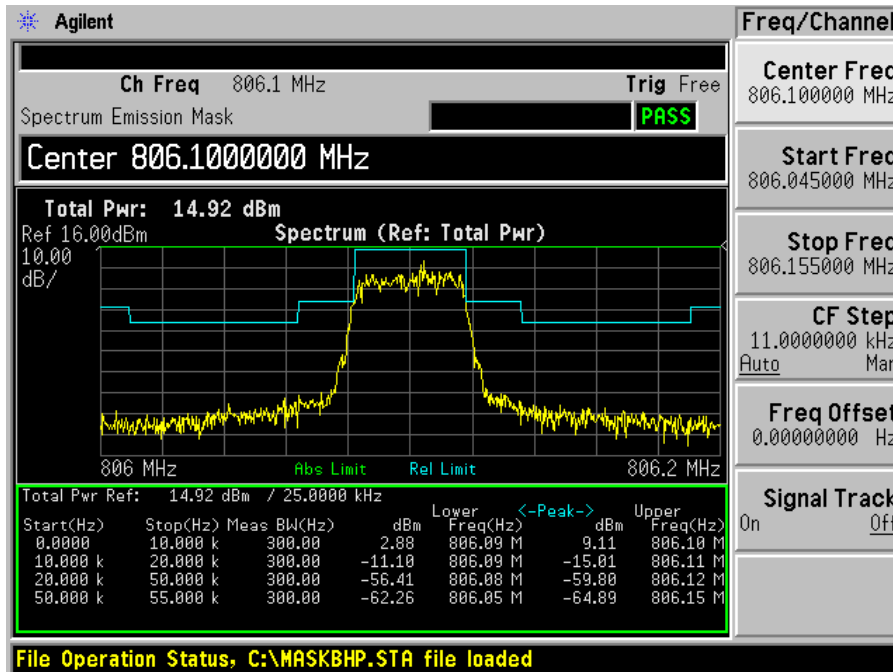 Agilent
Freq/Channel
Ch Freq 806.1 MHz Trig Free
Spectrum Emission Mask PASS
Center 806.1000000 MHz
Total Pwr: 14.92 dBm
Ref 16.00dBm Spectrum (Ref: Total Pwr)
10.00
dB/
806 MHz Abs Limit Rel Limit 806.2 MHz
Total Pwr Ref: 14.92 dBm / 25.0000 kHz
Lower <-Peak-> Upper
Start(Hz) Stop(Hz) Meas BW(Hz) dBm Freq(Hz) dBm Freq(Hz)
0.0000 10.000 k 300.00 2.88 806.09 M 9.11 806.10 M
10.000 k 20.000 k 300.00 -11.10 806.09 M -15.01 806.11 M
20.000 k 50.000 k 300.00 -56.41 806.08 M -59.80 806.12 M
50.000 k 55.000 k 300.00 -62.26 806.05 M -64.89 806.15 M
File Operation Status, C:\MASKBHP.STA file loaded
Center Freq
806.100000 MHz
Start Freq
806.045000 MHz
Stop Freq
806.155000 MHz
CF Step
11.0000000 kHz
Auto Man
Freq Offset
0.00000000 Hz
Signal Track
On Off